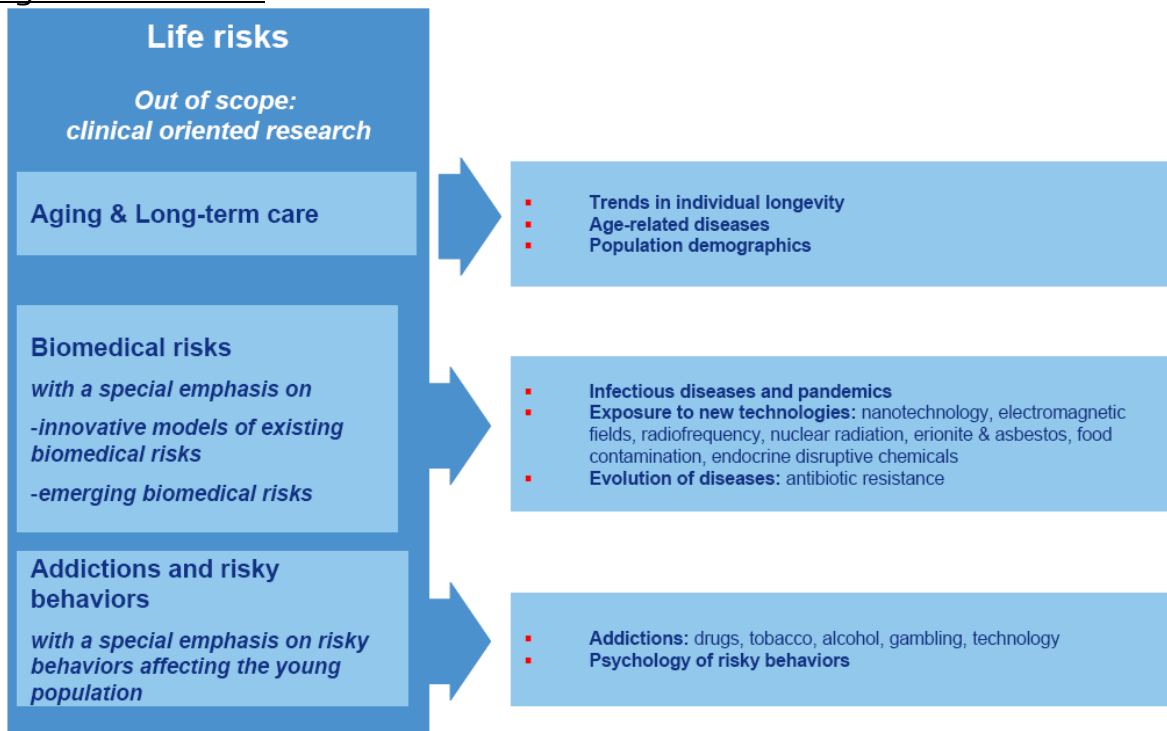 Life risks
Out of scope:
clinical oriented research
Aging & Long-term care
▪ Trends in individual longevity
▪ Age-related diseases
▪ Population demographics
Biomedical risks
with a special emphasis on
-innovative models of existing
biomedical risks
-emerging biomedical risks
▪ Infectious diseases and pandemics
▪ Exposure to new technologies: nanotechnology, electromagnetic
fields, radiofrequency, nuclear radiation, erionite & asbestos, food
contamination, endocrine disruptive chemicals
▪ Evolution of diseases: antibiotic resistance
Addictions and risky
behaviors
with a special emphasis on risky
behaviors affecting the young
population
▪ Addictions: drugs, tobacco, alcohol, gambling, technology
▪ Psychology of risky behaviors